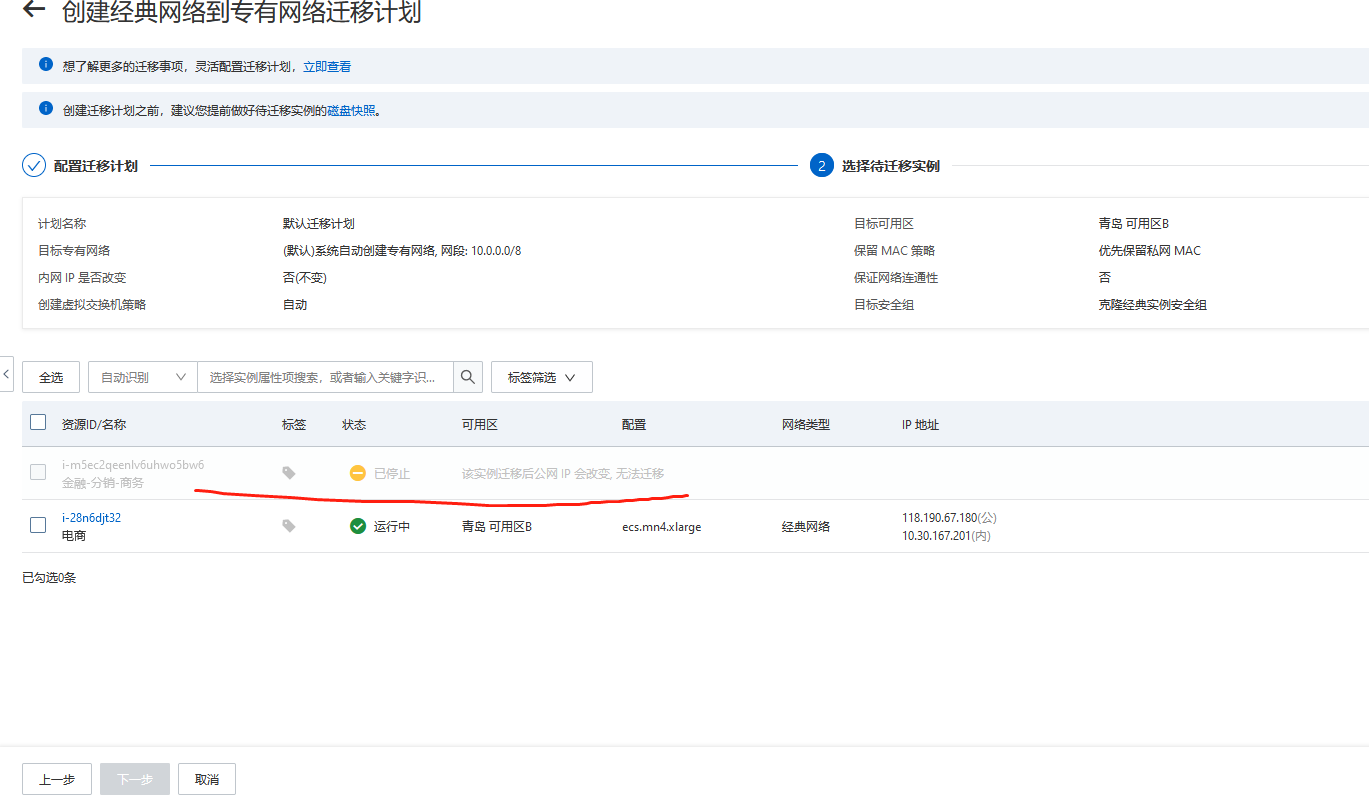 创建经典网络到专有网络迁移计划
想了解更多的迁移事项，灵活配置迁移计划，立即查看
创建迁移计划之前，建议您提前做好待迁移实例的磁盘快照。
配置迁移计划
2 选择待迁移实例
计划名称 默认迁移计划 目标可用区 青岛 可用区B
目标专有网络 (默认)系统自动创建专有网络, 网段: 10.0.0.0/8 保留 MAC 策略 优先保留私网 MAC
内网 IP 是否改变 否(不变) 保证网络连通性 否
创建虚拟交换机策略 自动 目标安全组 克隆经典实例安全组
全选 自动识别 选择实例属性项搜索，或者输入关键字识... 标签筛选
资源ID/名称 标签 状态 可用区 配置 网络类型 IP 地址
i-m5ec2qeenlv6uhwo5bw6
金融-分销-商务 已停止 该实例迁移后公网 IP 会改变, 无法迁移
i-28n6djt32
电商 运行中 青岛 可用区B ecs.mn4.xlarge 经典网络
118.190.67.180(公)
10.30.167.201(内)
已勾选0条
上一步 下一步 取消